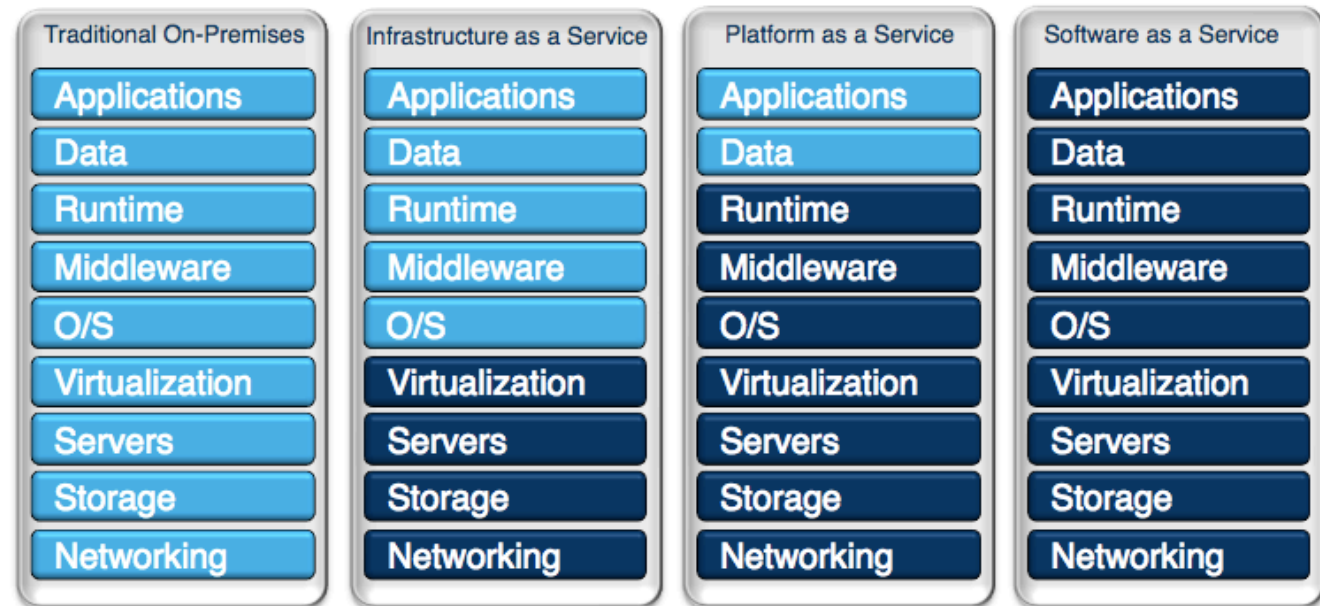 Traditional On-Premises
Applications
Data
Runtime
Middleware
O/S
Virtualization
Servers
Storage
Networking
Infrastructure as a Service
Applications
Data
Runtime
Middleware
O/S
Virtualization
Servers
Storage
Networking
Platform as a Service
Applications
Data
Runtime
Middleware
O/S
Virtualization
Servers
Storage
Networking
Software as a Service
Applications
Data
Runtime
Middleware
O/S
Virtualization
Servers
Storage
Networking